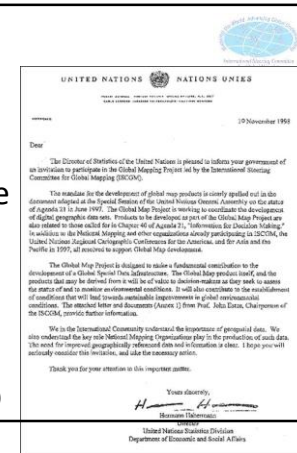 International Steering Committee
UNITED NATIONS NATIONS UNIES
19 November 1998
Dear
The Director of Statistics of the United Nations is pleased to inform your government of
an invitation to participate in the Global Mapping Project led by the International Steering
Committee for Global Mapping (ISCGM).
The mandate for the development of global map products is clearly spelled out in the
document adopted at the Special Session of the United Nations General Assembly on the status
of Agenda 21 in June 1997. The Global Map Project is working to coordinate the development
of digital geographic data sets. Products to be developed as part of the Global Map Project are
also related to those called for in Chapter 40 of Agenda 21, "Information for Decision Making."
In addition to the National Mapping and other organizations already participating in ISCGM, the
United Nations Regional Cartographic Conferences for the Americas, and for Asia and the
Pacific in 1997, all resolved to support Global Map development.
The Global Map Project is designed to make a fundamental contribution to the
development of a Global Spatial Data Infrastructure. The Global Map product itself, and the
products that may be derived from it will be of value to decision-makers as they seek to assess
the status of and to monitor environmental conditions. It will also contribute to the establishment
of conditions that will lead towards sustainable improvements in global environmental
conditions. The attached letter and documents (Annex 1) from Prof. John Estes, Chairperson of
the ISCGM, provide further information.
We in the International Community understand the importance of geospatial data. We
also understand the key role National Mapping Organizations play in the production of such data.
The need for improved geographically referenced data and information is clear. I hope you will
seriously consider this invitation, and take the necessary action.
Thank you for your attention to this important matter.
Yours sincerely,
Hermann Habermann
Director
United Nations Statistics Division
Department of Economic and Social Affairs
e
)